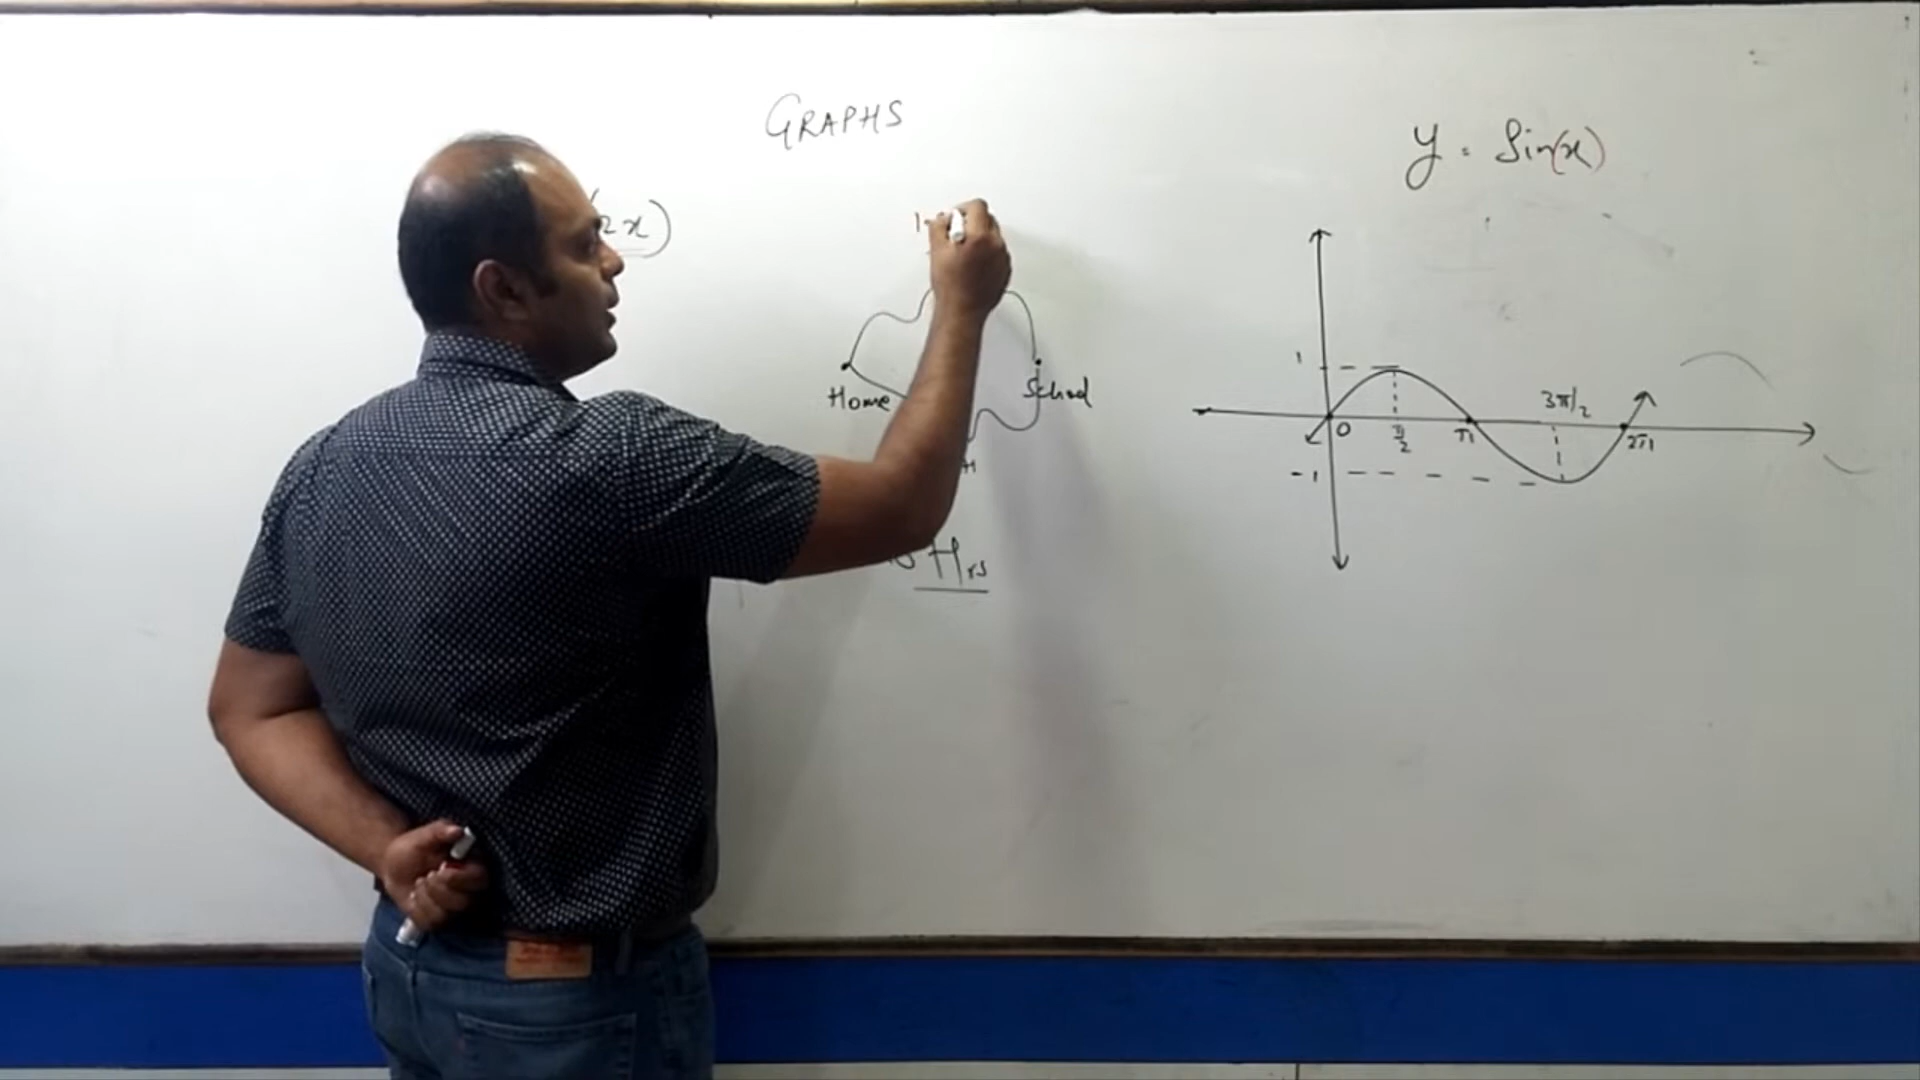 GRAPHS
y = Sin(x)
2x)
Home
School
Hrs
1
0
π/2
π
3π/2
2π
-1